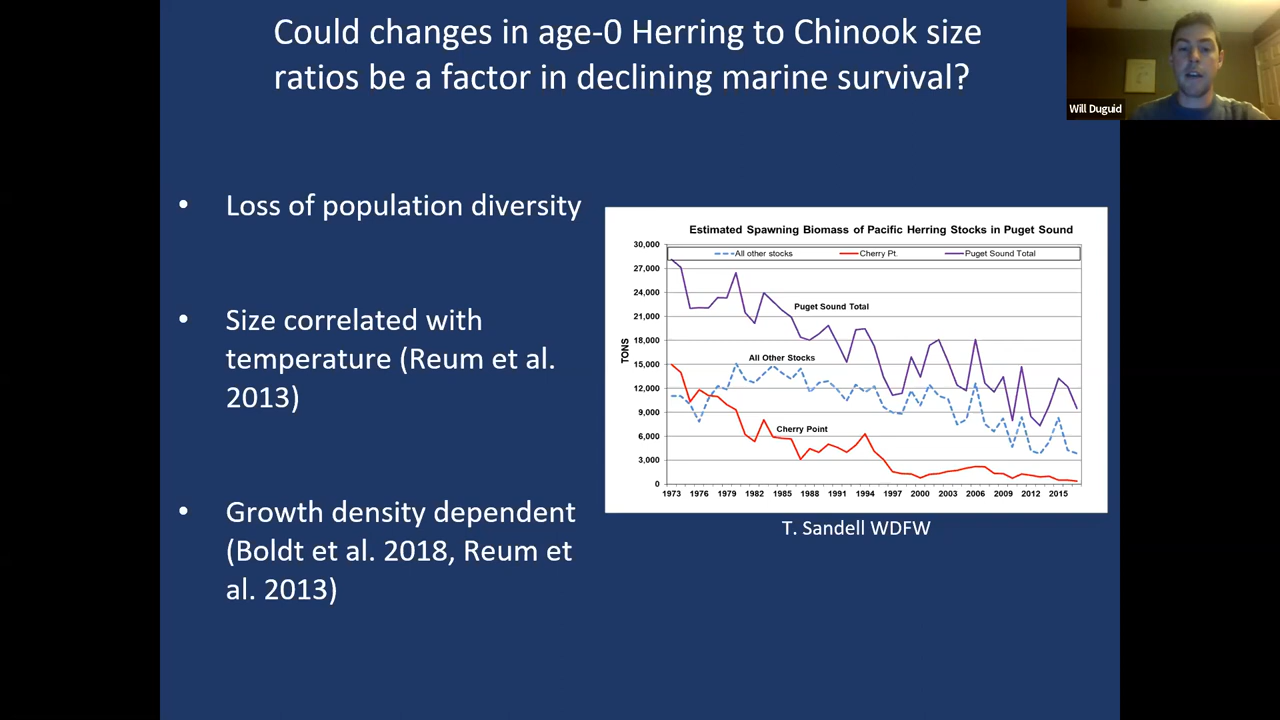 Could changes in age-0 Herring to Chinook size
ratios be a factor in declining marine survival?
Will Duguid
• Loss of population diversity
• Size correlated with
temperature (Reum et al.
2013)
• Growth density dependent
(Boldt et al. 2018, Reum et
al. 2013)
Estimated Spawning Biomass of Pacific Herring Stocks in Puget Sound
All other stocks Cherry Pt. Puget Sound Total
TONS
30,000
27,000
24,000
21,000
18,000
15,000
12,000
9,000
6,000
3,000
0
Puget Sound Total
All Other Stocks
Cherry Point
1973 1976 1979 1982 1985 1988 1991 1994 1997 2000 2003 2006 2009 2012 2015
T. Sandell WDFW